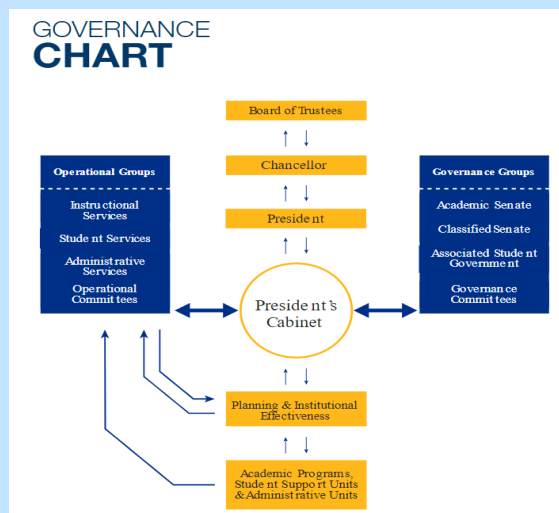 GOVERNANCE
CHART
Board of Trustees
Chancellor
President
Operational Groups
Instructional
Services
Student Services
Administrative
Services
Operational
Committees
Governance Groups
Academic Senate
Classified Senate
Associated Student
Government
Governance
Committees
President's
Cabinet
Planning & Institutional
Effectiveness
Academic Programs,
Student Support Units
& Administrative Units